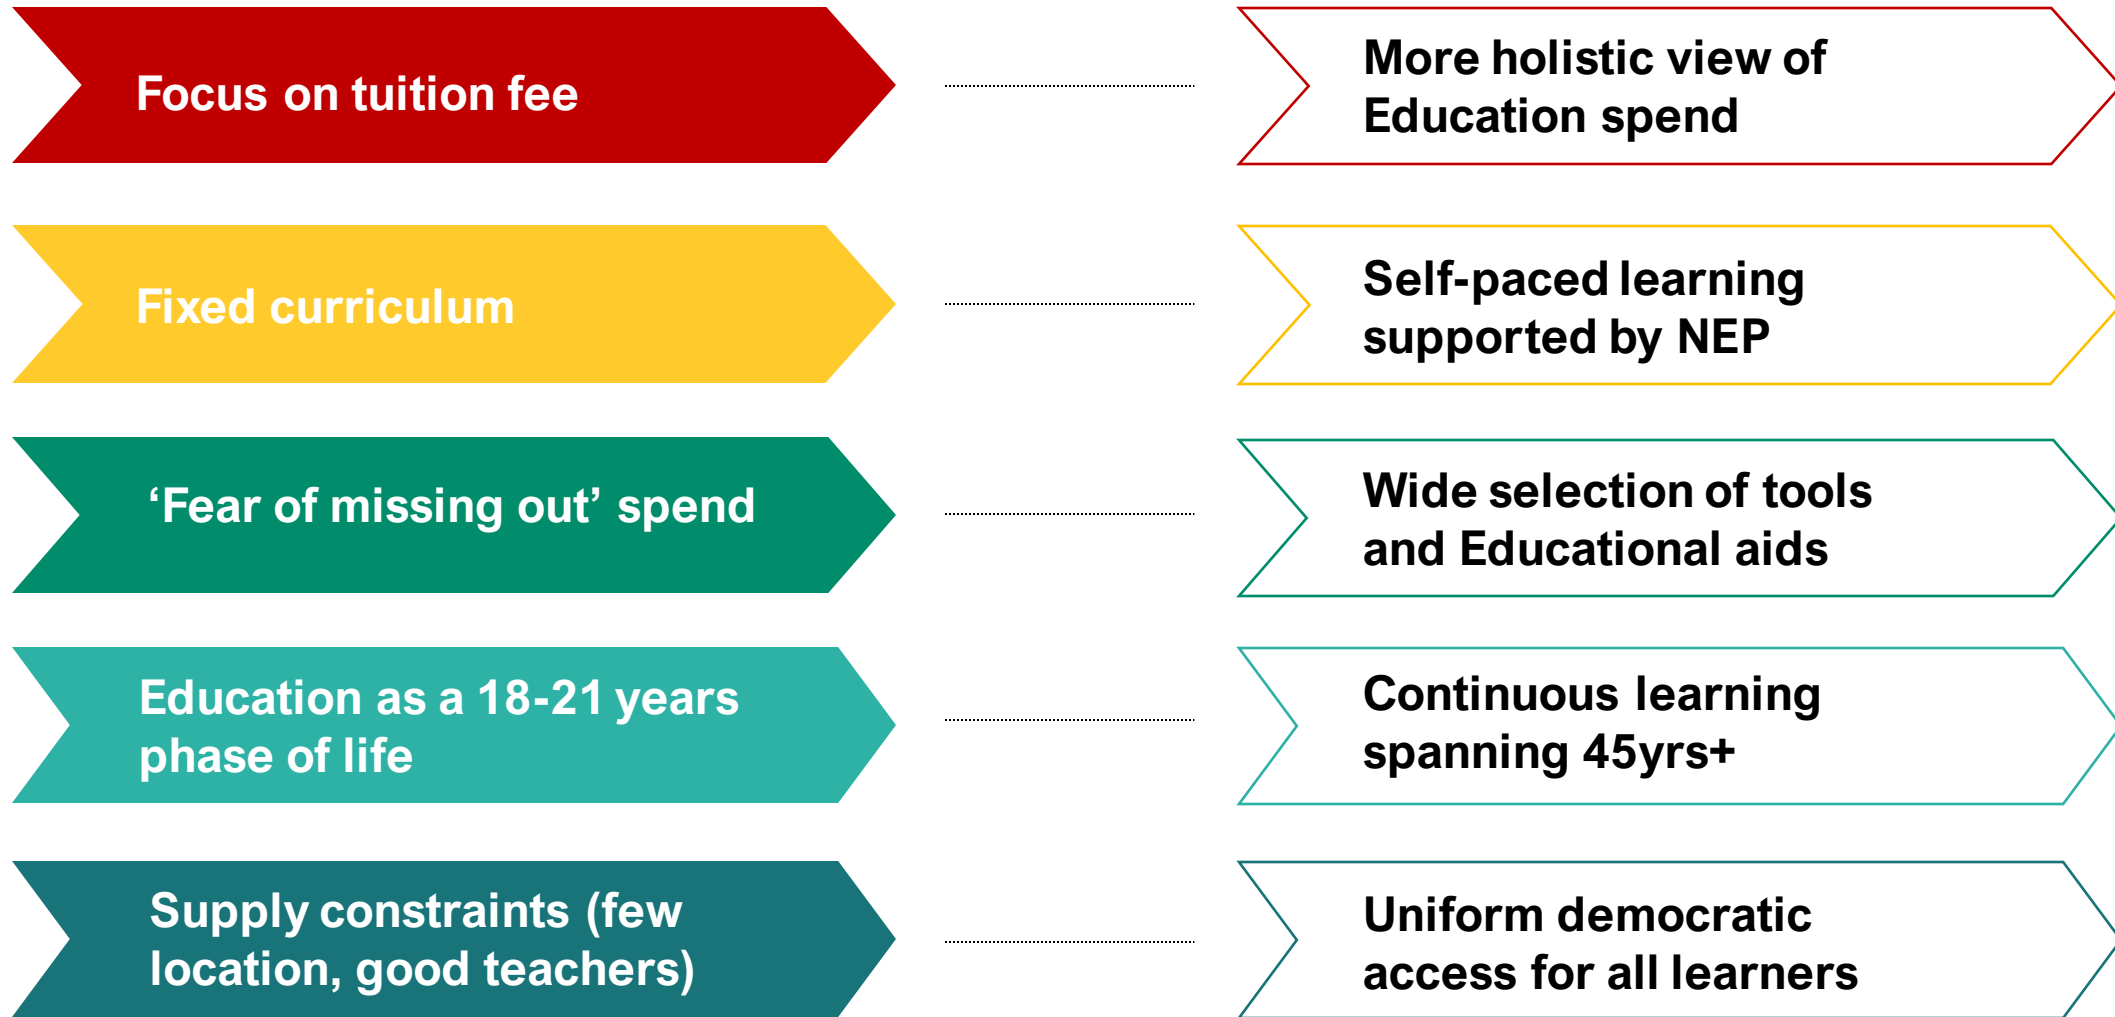 Focus on tuition fee
More holistic view of
Education spend
Fixed curriculum
Self-paced learning
supported by NEP
‘Fear of missing out’ spend
Wide selection of tools
and Educational aids
Education as a 18-21 years
phase of life
Continuous learning
spanning 45yrs+
Supply constraints (few
location, good teachers)
Uniform democratic
access for all learners